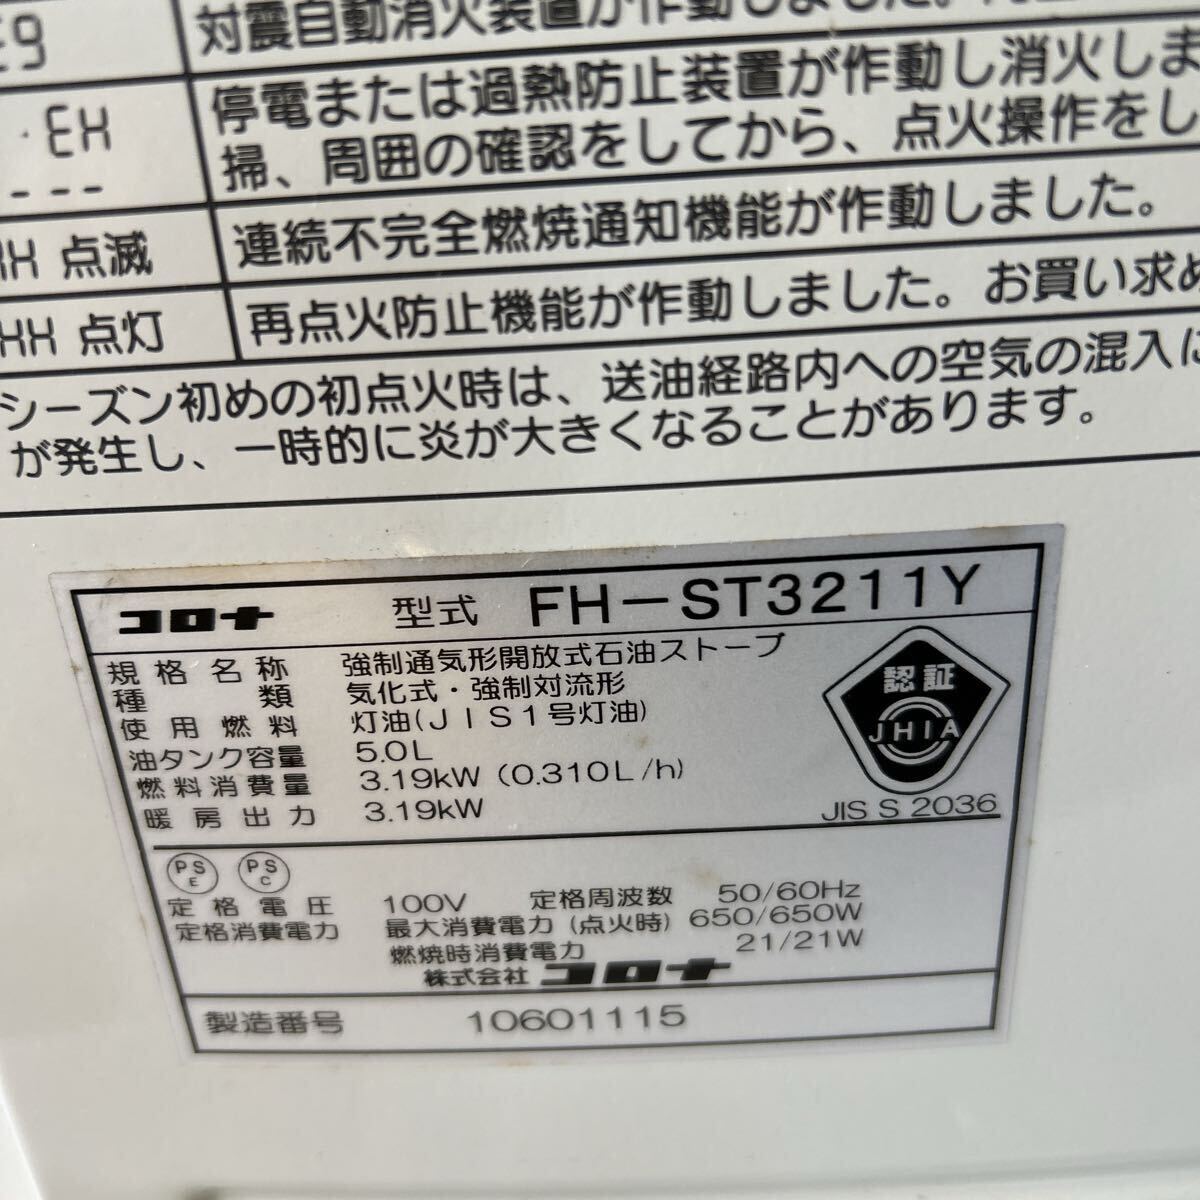 E9 対震自動消火装置が作動しました。
EH 停電または過熱防止装置が作動し消火しま
---- 掃、周囲の確認をしてから、点火操作をし
HH 点滅 連続不完全燃焼通知機能が作動しました。
HH 点灯 再点火防止機能が作動しました。お買い求め
シーズン初めの初点火時は、送油経路内への空気の混入に
が発生し、一時的に炎が大きくなることがあります。
コロナ 型式 FH-ST3211Y
規格名称 強制通気形開放式石油ストーブ
種類 気化式・強制対流形
使用燃料 灯油(JIS1号灯油)
油タンク容量 5.0L
燃料消費量 3.19kW (0.310L/h)
暖房出力 3.19kW
認証
JHIA
JIS S 2036
PS E PS C
定格電圧 100V 定格周波数 50/60Hz
定格消費電力 最大消費電力(点火時) 650/650W
燃焼時消費電力 21/21W
株式会社 コロナ
製造番号 10601115